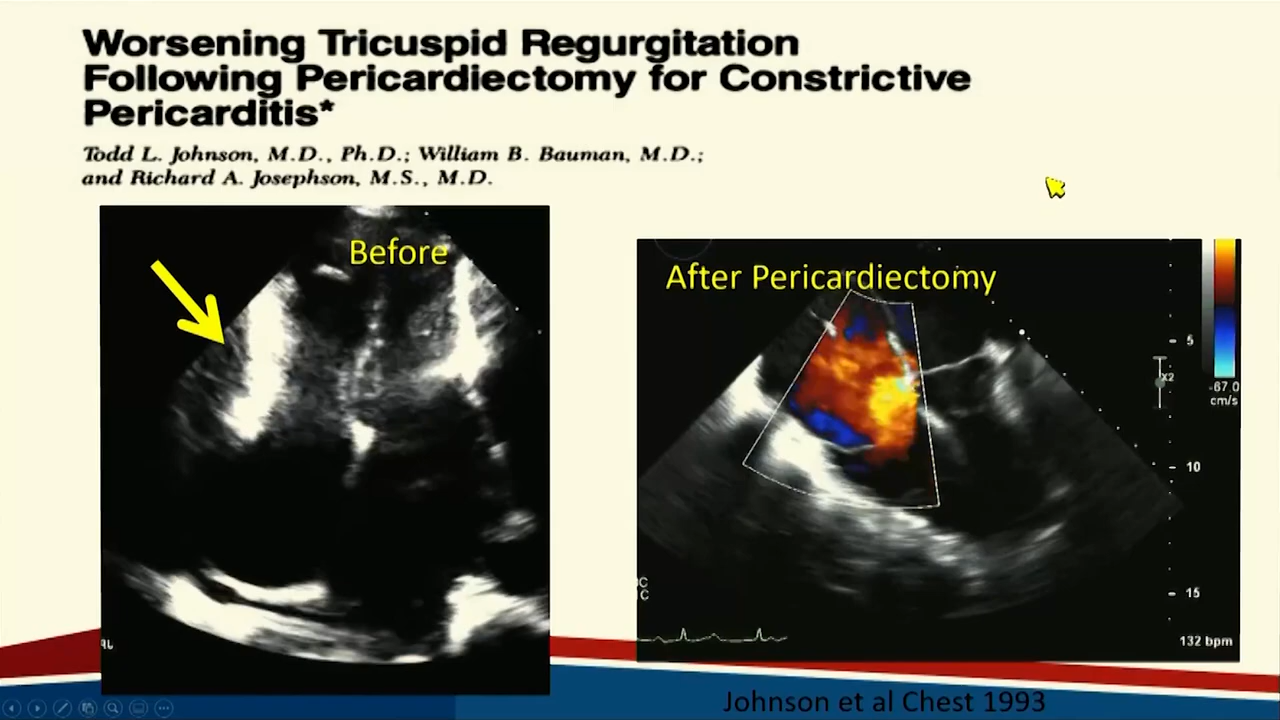 Worsening Tricuspid Regurgitation
Following Pericardiectomy for Constrictive
Pericarditis*
Todd L. Johnson, M.D., Ph.D.; William B. Bauman, M.D.;
and Richard A. Josephson, M.S., M.D.
Before
After Pericardiectomy
5
X2
-67.0
cm/s
10
15
132 bpm
Johnson et al Chest 1993